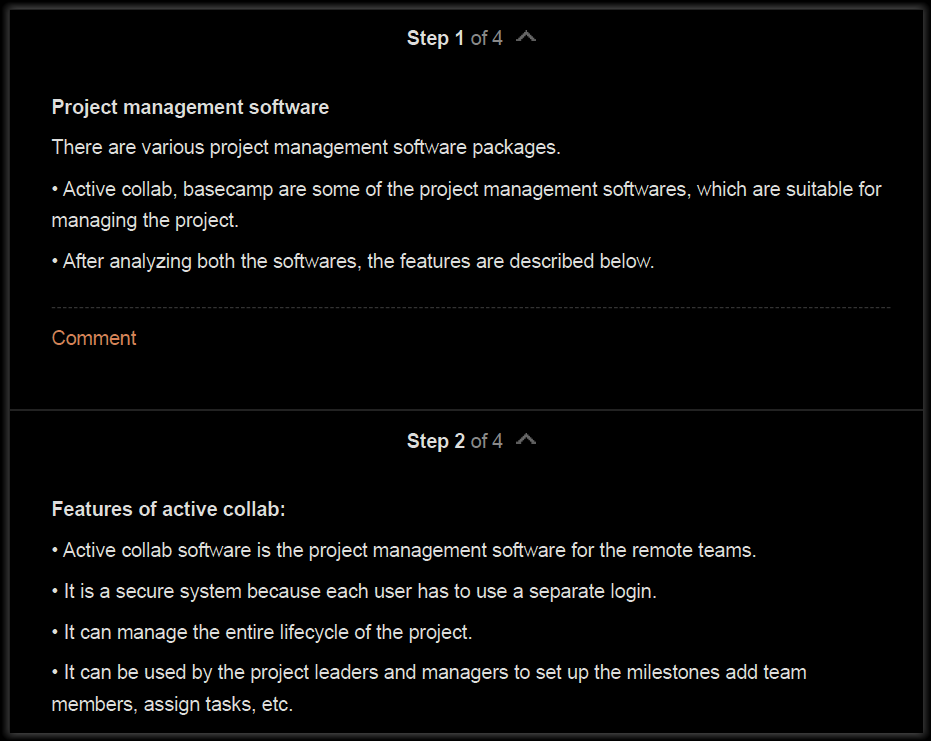 Step 1 of 4
Project management software
There are various project management software packages.
• Active collab, basecamp are some of the project management softwares, which are suitable for
managing the project.
• After analyzing both the softwares, the features are described below.
Comment
Step 2 of 4
Features of active collab:
• Active collab software is the project management software for the remote teams.
• It is a secure system because each user has to use a separate login.
• It can manage the entire lifecycle of the project.
• It can be used by the project leaders and managers to set up the milestones add team
members, assign tasks, etc.